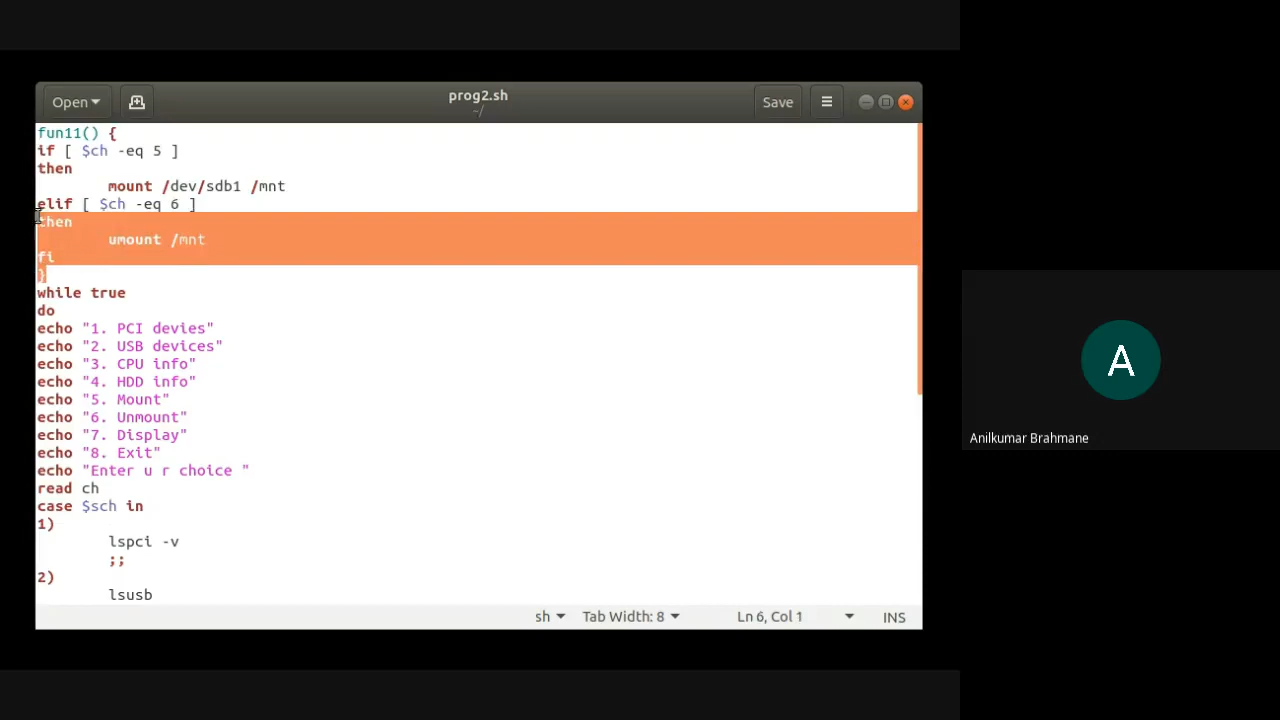 Open
prog2.sh
~/
Save
fun11() {
if [ $ch -eq 5 ]
then
mount /dev/sdb1 /mnt
elif [ $ch -eq 6 ]
then
umount /mnt
fi
}
while true
do
echo "1. PCI devies"
echo "2. USB devices"
echo "3. CPU info"
echo "4. HDD info"
echo "5. Mount"
echo "6. Unmount"
echo "7. Display"
echo "8. Exit"
echo "Enter u r choice "
read ch
case $sch in
1)
lspci -v
;;
2)
lsusb
sh Tab Width: 8 Ln 6, Col 1 INS
A
Anilkumar Brahmane